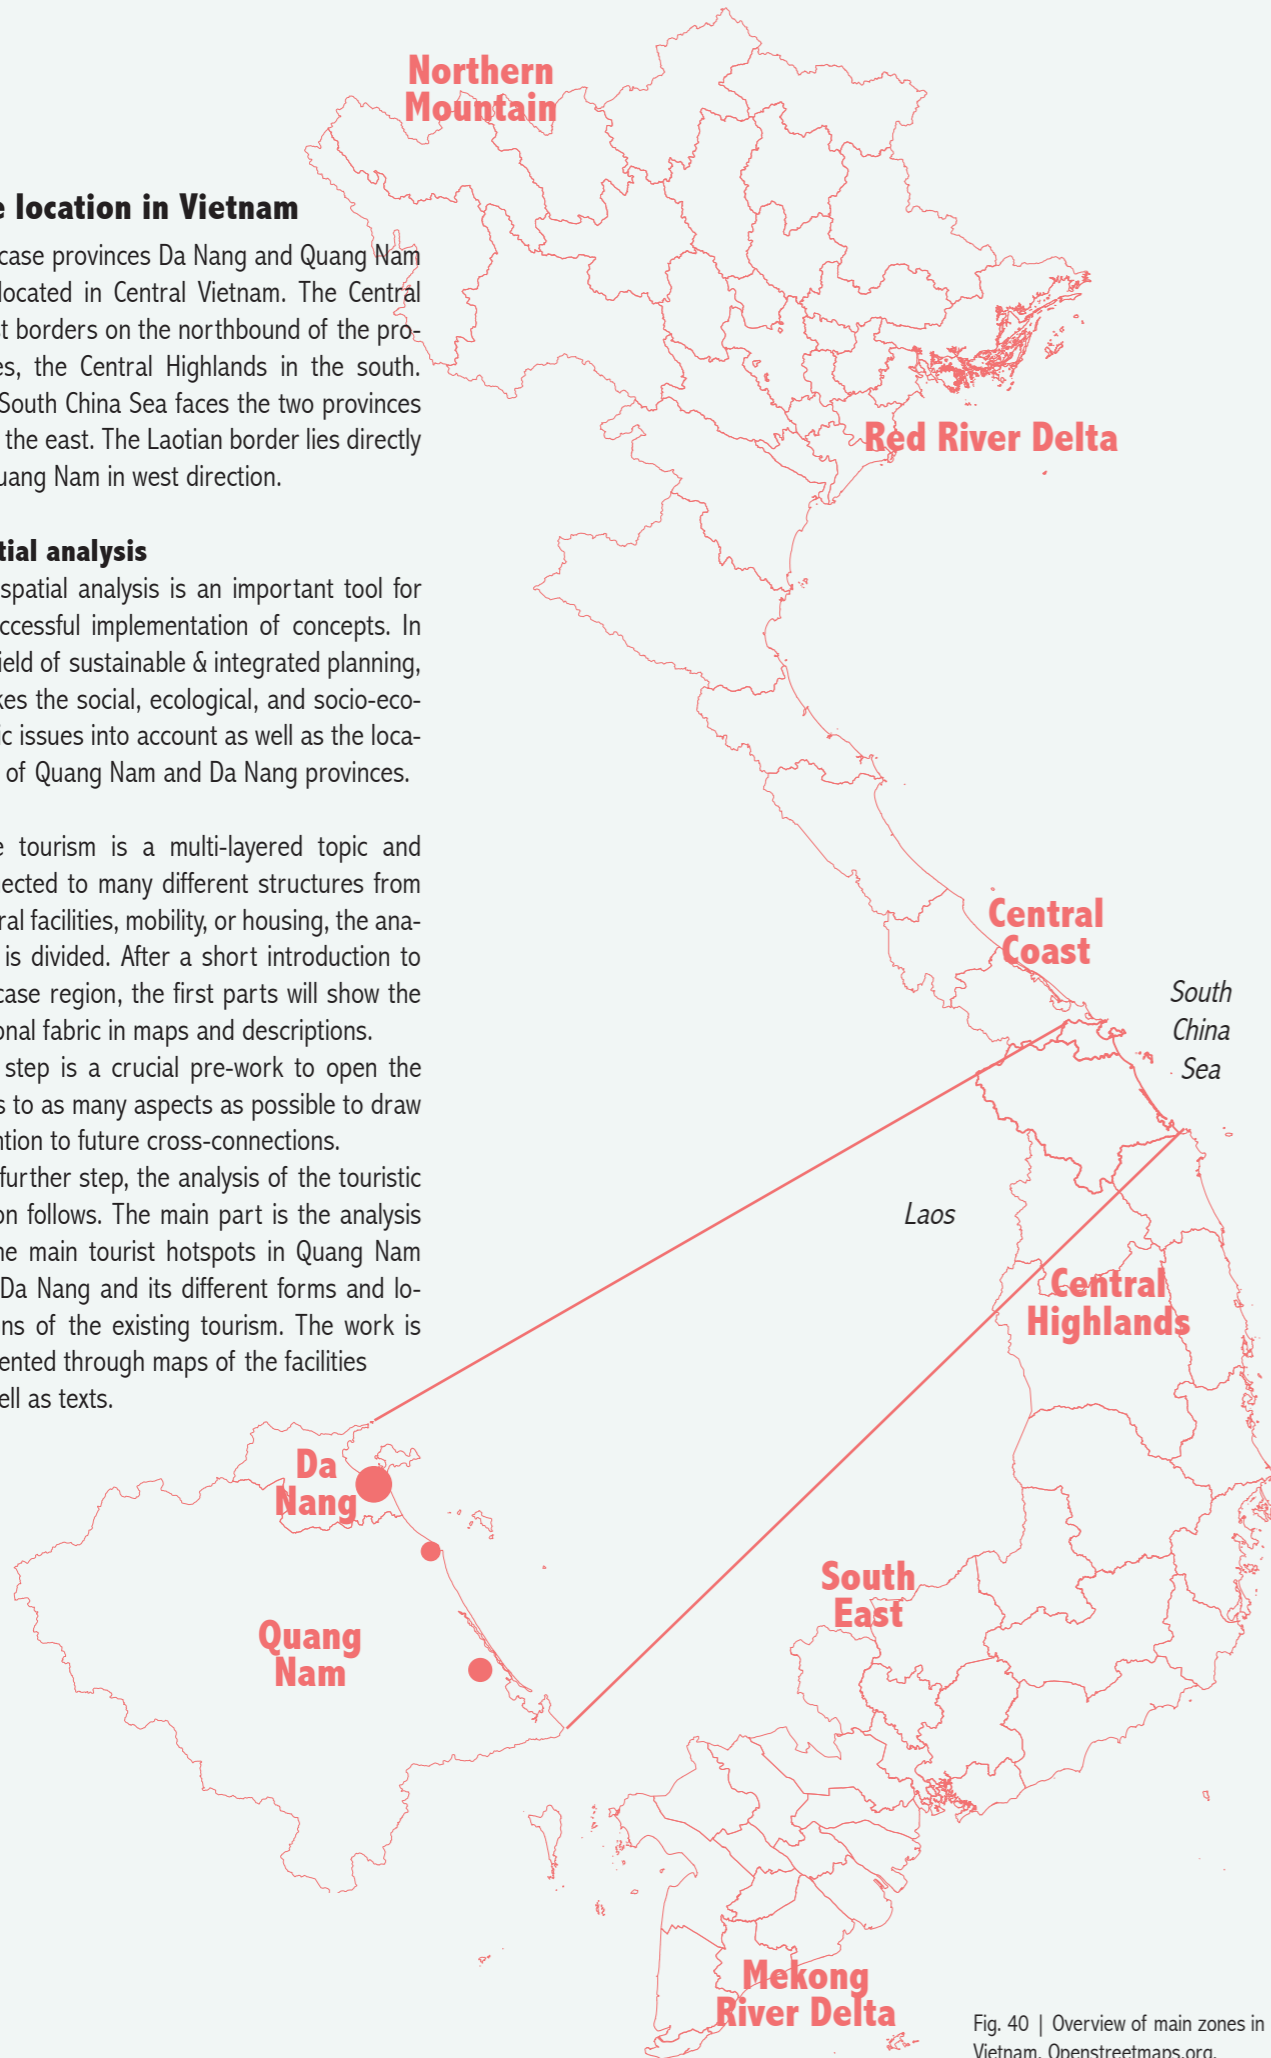 Northern
Mountain
e location in Vietnam
case provinces Da Nang and Quang Nam
located in Central Vietnam. The Central
t borders on the northbound of the pro-
es, the Central Highlands in the south.
South China Sea faces the two provinces
the east. The Laotian border lies directly
uang Nam in west direction.
tial analysis
spatial analysis is an important tool for
uccessful implementation of concepts. In
ield of sustainable & integrated planning,
kes the social, ecological, and socio-eco-
ic issues into account as well as the loca-
of Quang Nam and Da Nang provinces.
e tourism is a multi-layered topic and
ected to many different structures from
ral facilities, mobility, or housing, the ana-
is divided. After a short introduction to
case region, the first parts will show the
onal fabric in maps and descriptions.
step is a crucial pre-work to open the
s to as many aspects as possible to draw
ntion to future cross-connections.
further step, the analysis of the touristic
on follows. The main part is the analysis
he main tourist hotspots in Quang Nam
Da Nang and its different forms and lo-
ns of the existing tourism. The work is
ented through maps of the facilities
ell as texts.
Red River Delta
Central
Coast
South
China
Sea
Laos
Central
Highlands
Da
Nang
Quang
Nam
South
East
Mekong
River Delta
Fig. 40 | Overview of main zones in
Vietnam. Openstreetmaps.org.